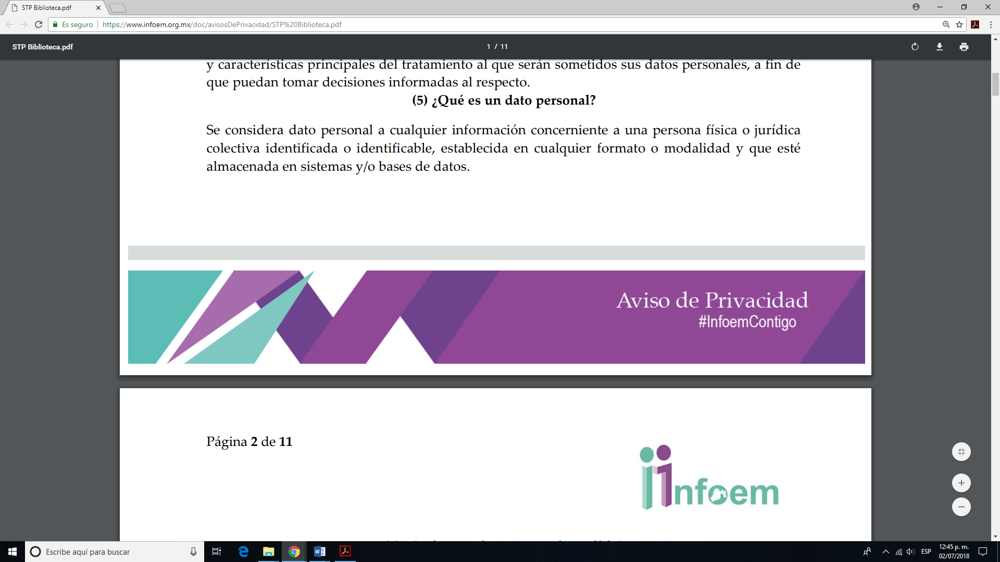 STP Biblioteca.pdf
Es seguro
https://www.infoem.org.mx/doc/avisosDePrivacidad/STP%20Biblioteca.pdf
STP Biblioteca.pdf
1 / 11
y características principales del tratamiento al que serán sometidos sus datos personales, a fin de
que puedan tomar decisiones informadas al respecto.
(5) ¿Qué es un dato personal?
Se considera dato personal a cualquier información concerniente a una persona física o jurídica
colectiva identificada o identificable, establecida en cualquier formato o modalidad y que esté
almacenada en sistemas y/o bases de datos.
Aviso de Privacidad
#InfoemContigo
Página 2 de 11
infoem
Escribe aquí para buscar
ESP
12:45 p. m.
02/07/2018